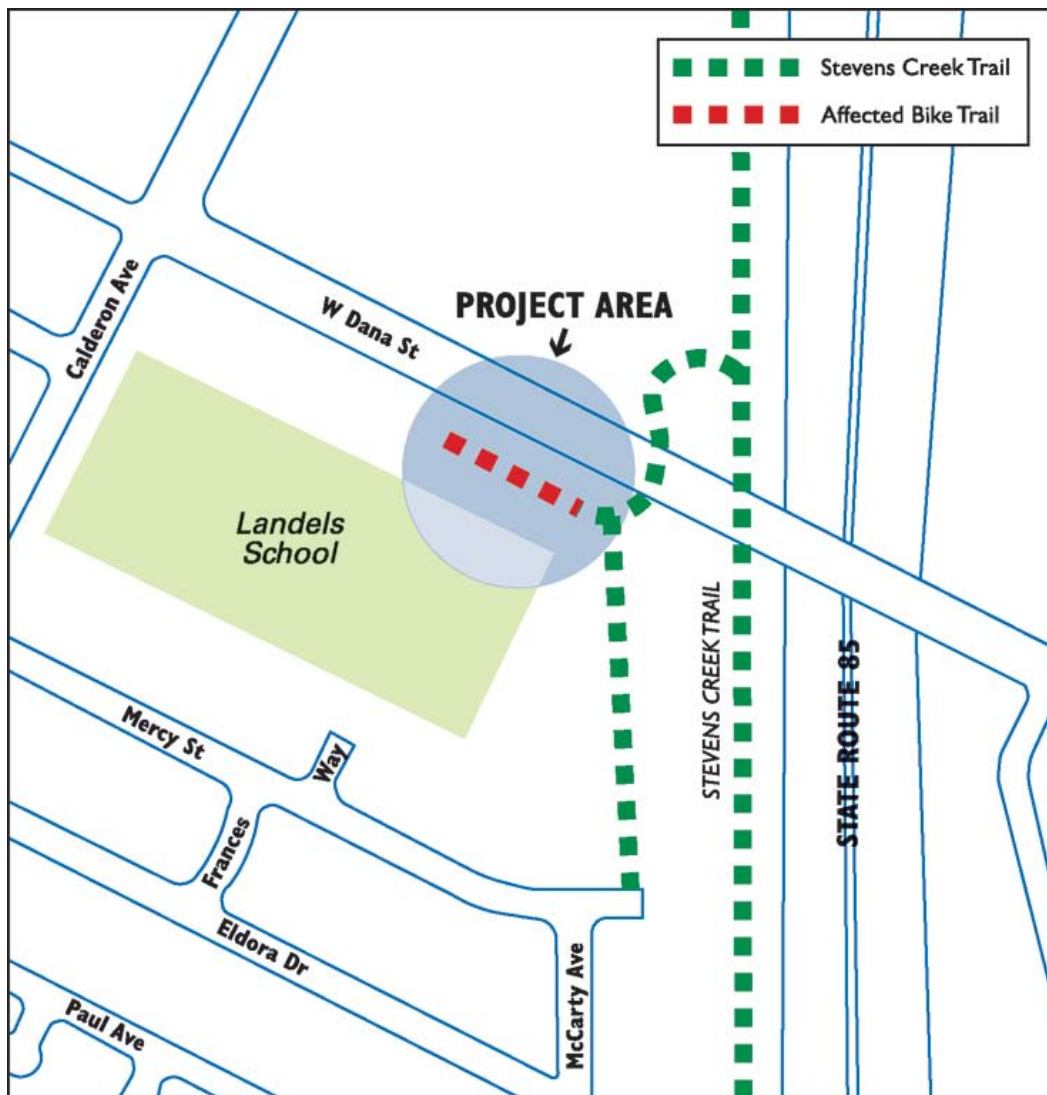 Stevens Creek Trail
Affected Bike Trail
Calderon Ave
W Dana St
PROJECT AREA
Landels
School
STEVENS CREEK TRAIL
STATE ROUTE 85
Mercy St
Way
Frances
Eldora Dr
McCarty Ave
Paul Ave